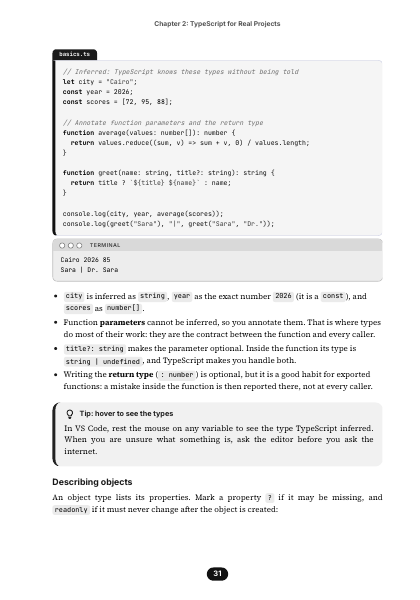 Chapter 2: TypeScript for Real Projects
basics.ts
// Inferred: TypeScript knows these types without being told
let city = "Cairo";
const year = 2026;
const scores = [72, 95, 88];
// Annotate function parameters and the return type
function average(values: number[]): number {
  return values.reduce((sum, v) => sum + v, 0) / values.length;
}
function greet(name: string, title?: string): string {
  return title ? `${title} ${name}` : name;
}
console.log(city, year, average(scores));
console.log(greet("Sara"), "|", greet("Sara", "Dr."));
TERMINAL
Cairo 2026 85
Sara | Dr. Sara
• city is inferred as string, year as the exact number 2026 (it is a const), and
scores as number[].
• Function parameters cannot be inferred, so you annotate them. That is where types
do most of their work: they are the contract between the function and every caller.
• title?: string makes the parameter optional. Inside the function its type is
string | undefined, and TypeScript makes you handle both.
• Writing the return type (: number) is optional, but it is a good habit for exported
functions: a mistake inside the function is then reported there, not at every caller.
Tip: hover to see the types
In VS Code, rest the mouse on any variable to see the type TypeScript inferred.
When you are unsure what something is, ask the editor before you ask the
internet.
Describing objects
An object type lists its properties. Mark a property ? if it may be missing, and
readonly if it must never change after the object is created:
31